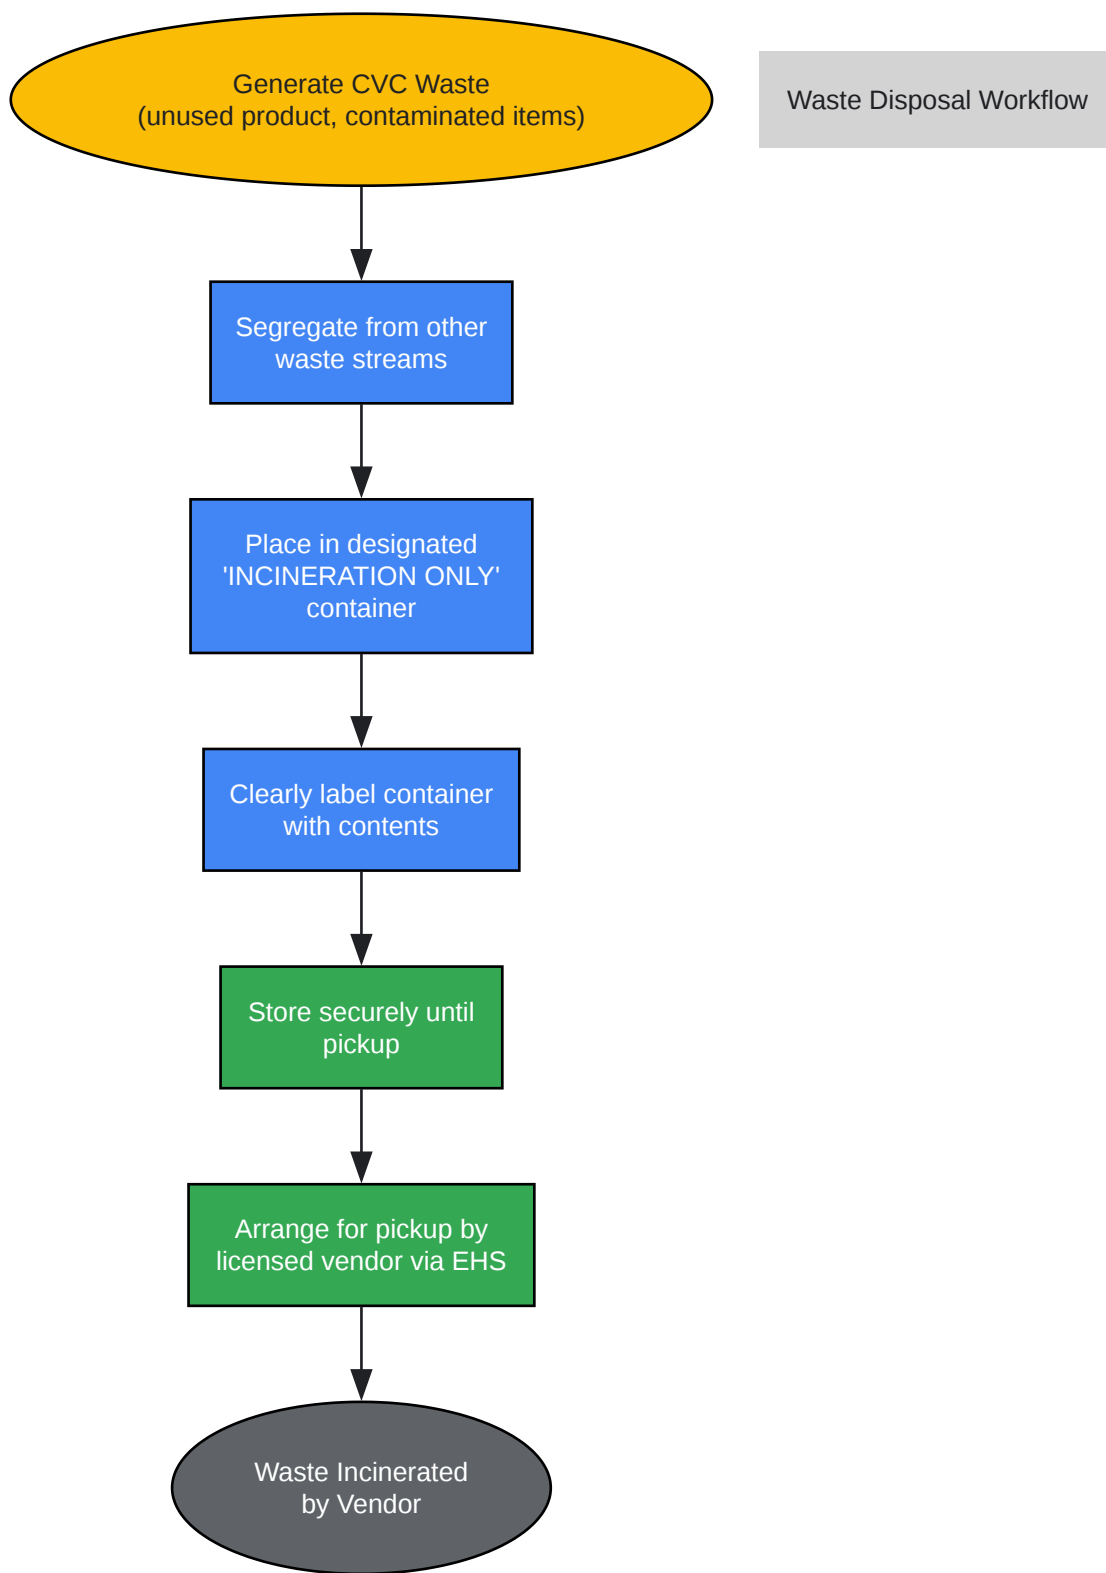 Generate CVC Waste
(unused product, contaminated items)
Waste Disposal Workflow
Segregate from other
waste streams
Place in designated
'INCINERATION ONLY'
container
Clearly label container
with contents
Store securely until
pickup
Arrange for pickup by
licensed vendor via EHS
Waste Incinerated
by Vendor